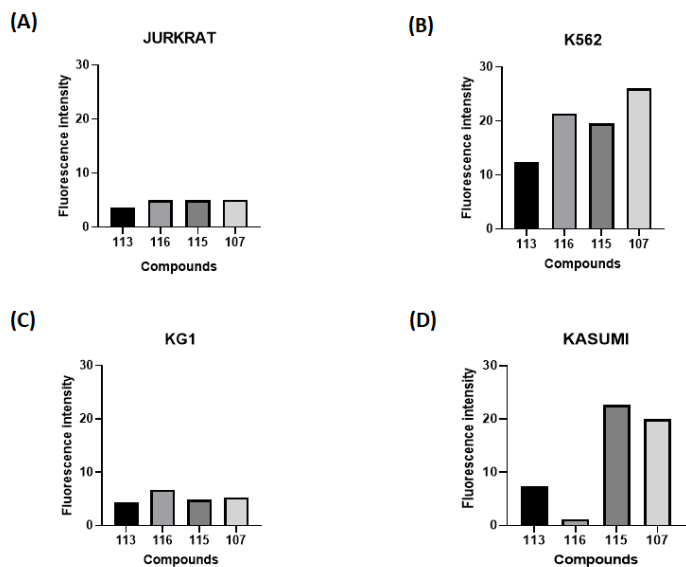 (A)
JURKRAT
Fluorescence intensity
30
20
10
0
113 116 115 107
Compounds
(B)
K562
Fluorescence intensity
30
20
10
0
113 116 115 107
Compounds
(C)
KG1
Fluorescence intensity
30
20
10
0
113 116 115 107
Compounds
(D)
KASUMI
Fluorescence intensity
30
20
10
0
113 116 115 107
Compounds